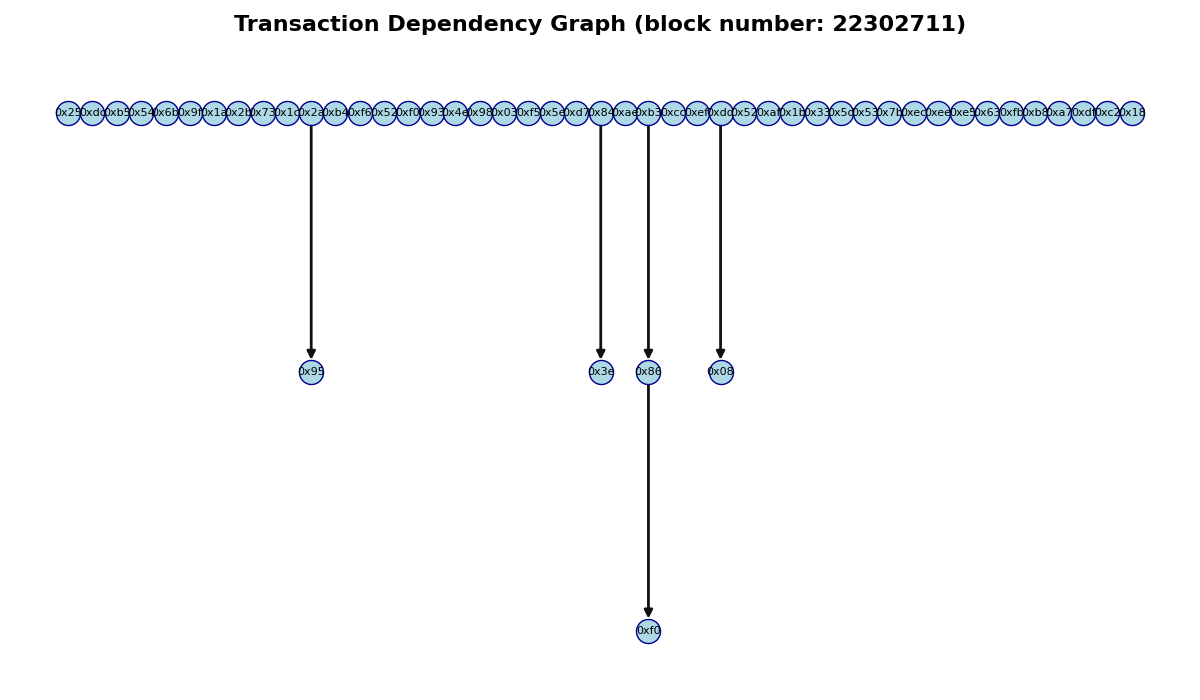 Transaction Dependency Graph (block number: 22302711)
0x25 0xdc 0xb5 0x54 0x6b 0x9f 0x1a 0x2b 0x73 0x1c 0x2a 0xb4 0xf6 0x52 0xf0 0x93 0x4e 0x98 0x03 0xf5 0x5e 0xd7 0x84 0xae 0xb3 0xcc 0xef 0xdc 0x52 0xaf 0x1b 0x33 0x5c 0x53 0x7b 0xec 0xee 0xe5 0x63 0xfb 0xb8 0xa7 0xdf 0xc2 0x18
0x95 0x3e 0x86 0x08
0xf0